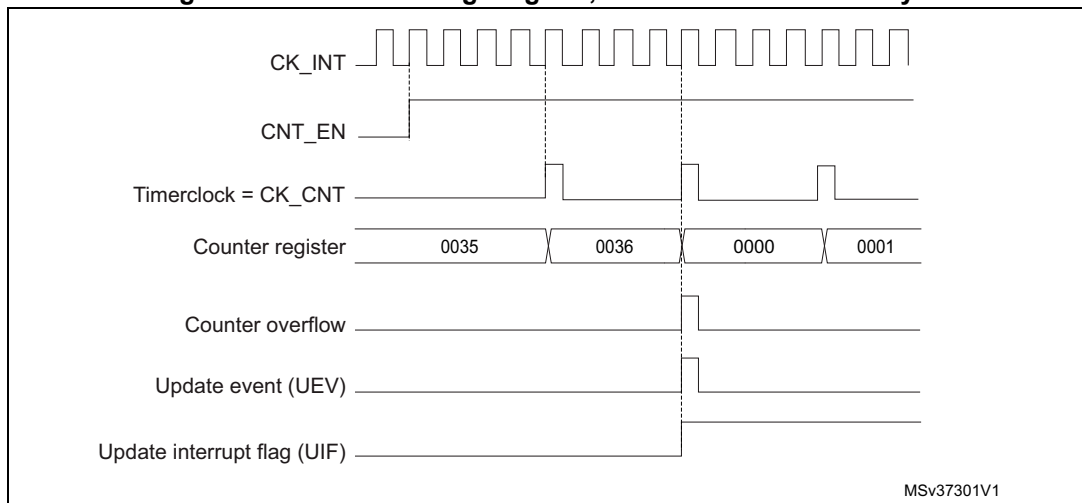 CK_INT
CNT_EN
Timerclock = CK_CNT
Counter register 0035 0036 0000 0001
Counter overflow
Update event (UEV)
Update interrupt flag (UIF)
MSv37301V1